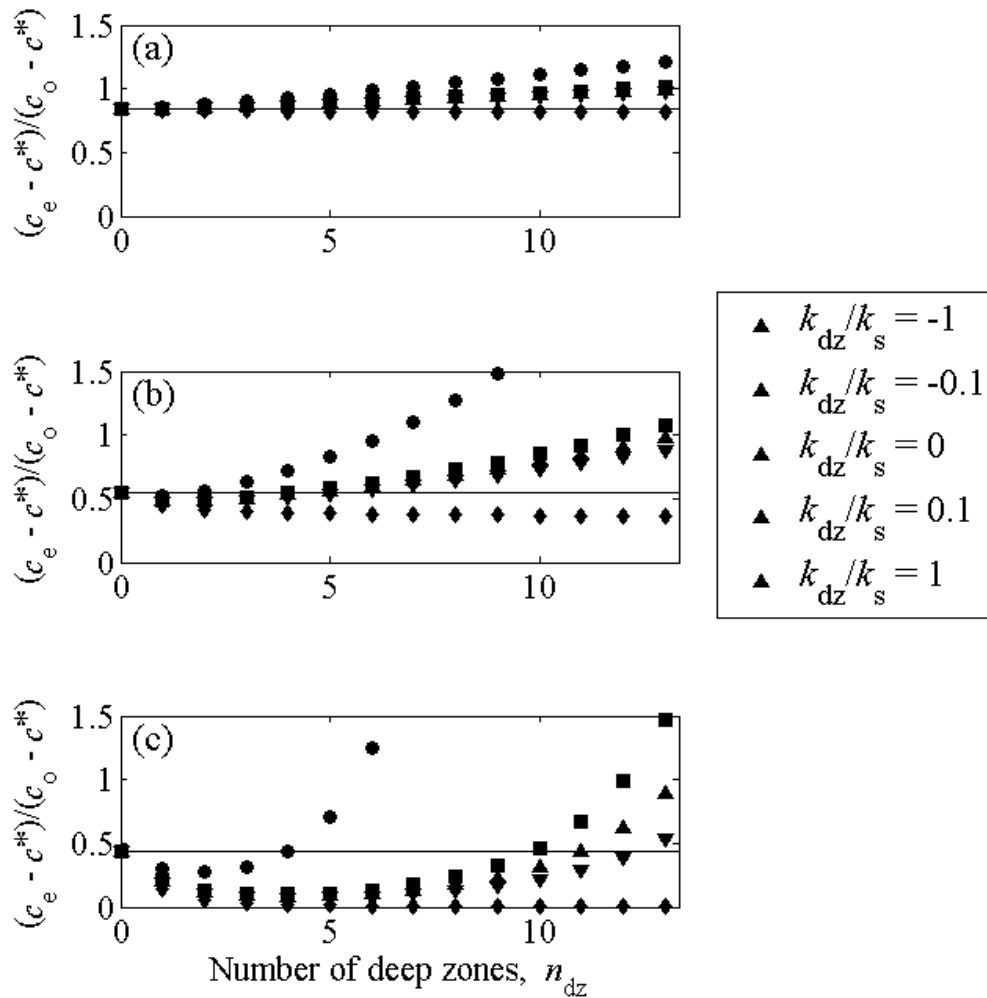 (a)
(c_e - c*)/(c_o - c*)
1.5
1
0.5
0
0 5 10
(b)
(c_e - c*)/(c_o - c*)
1.5
1
0.5
0
0 5 10
k_dz/k_s = -1
k_dz/k_s = -0.1
k_dz/k_s = 0
k_dz/k_s = 0.1
k_dz/k_s = 1
(c)
(c_e - c*)/(c_o - c*)
1.5
1
0.5
0
0 5 10
Number of deep zones, n_dz